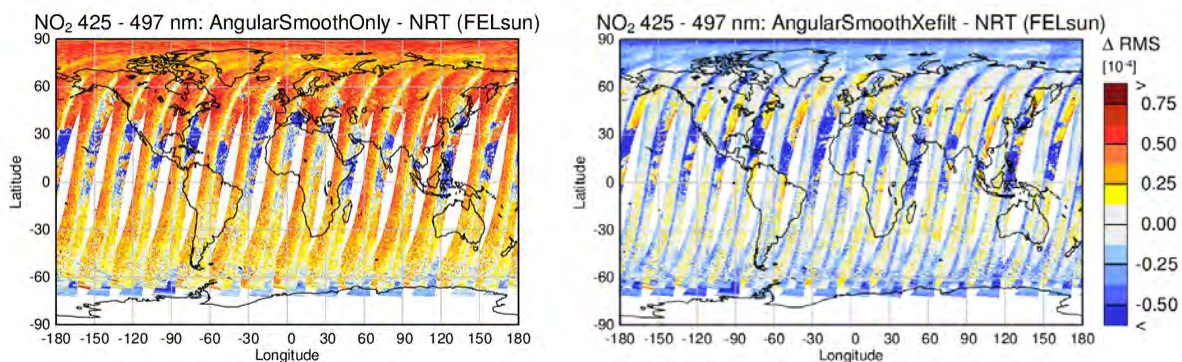 NO₂ 425 - 497 nm: AngularSmoothOnly - NRT (FELsun)
90
60
30
0
-30
-60
-90
Latitude
-180 -150 -120 -90 -60 -30 0 30 60 90 120 150 180
Longitude
NO₂ 425 - 497 nm: AngularSmoothXefilt - NRT (FELsun)
90
60
30
0
-30
-60
-90
Latitude
-180 -150 -120 -90 -60 -30 0 30 60 90 120 150 180
Longitude
Δ RMS
[10⁻⁴]
>
0.75
0.50
0.25
0.00
-0.25
-0.50
<